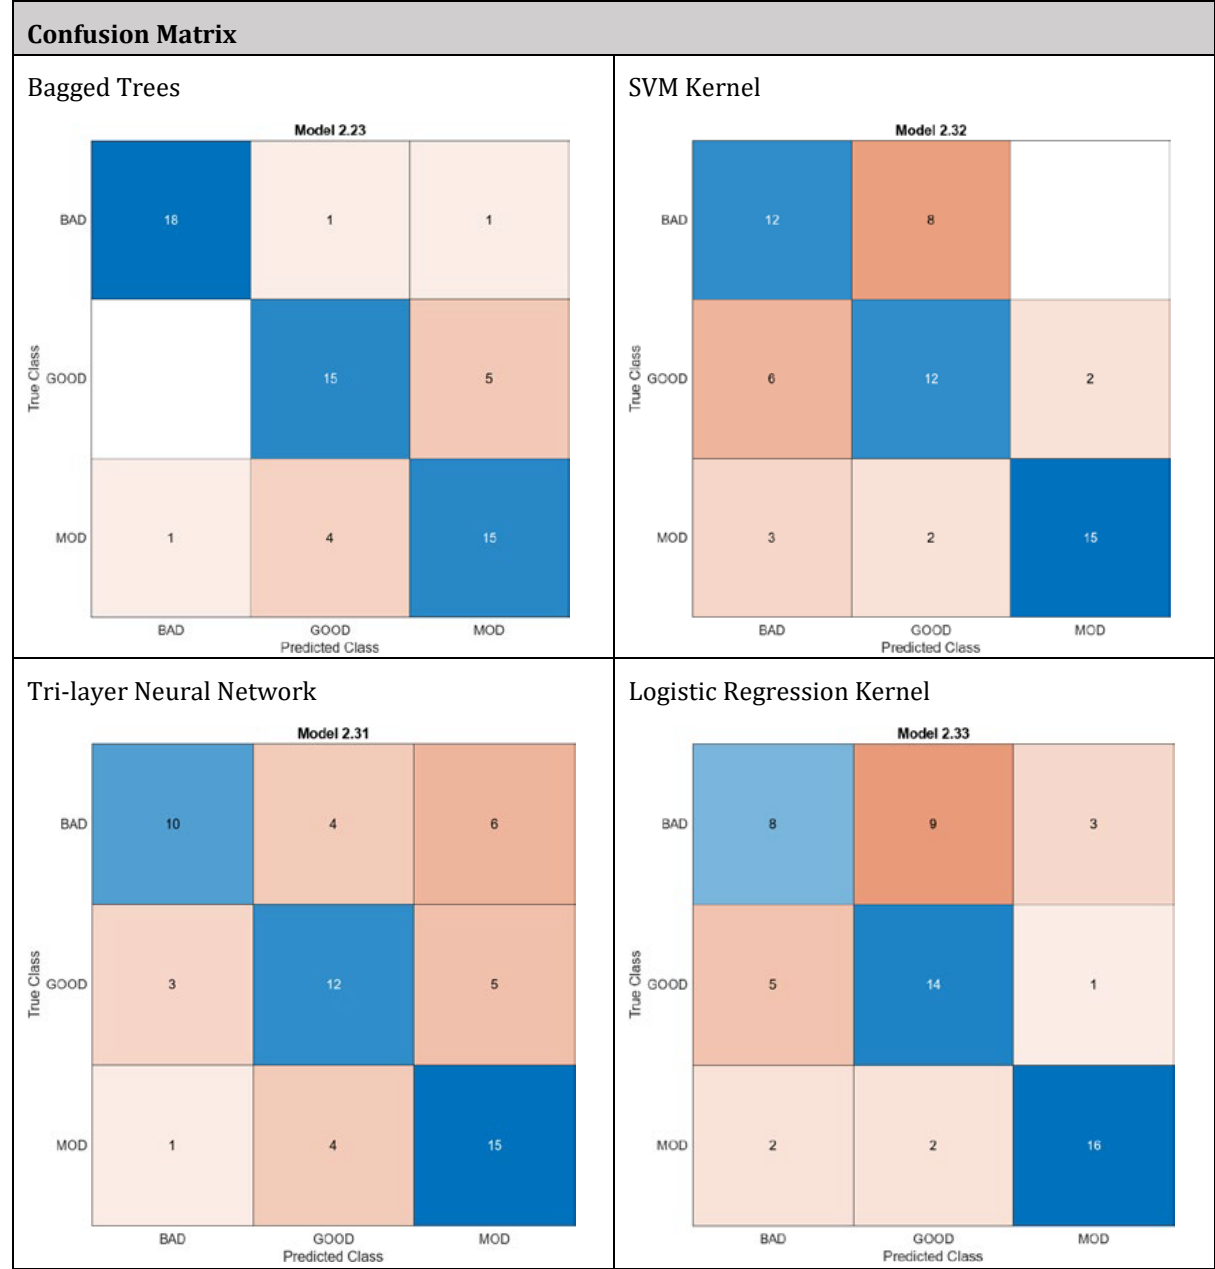 Confusion Matrix
Bagged Trees
Model 2.23
BAD 18 1 1
True Class
GOOD 15 5
MOD 1 4 15
BAD GOOD MOD
Predicted Class
SVM Kernel
Model 2.32
BAD 12 8
True Class
GOOD 6 12 2
MOD 3 2 15
BAD GOOD MOD
Predicted Class
Tri-layer Neural Network
Model 2.31
BAD 10 4 6
True Class
GOOD 3 12 5
MOD 1 4 15
BAD GOOD MOD
Predicted Class
Logistic Regression Kernel
Model 2.33
BAD 8 9 3
True Class
GOOD 5 14 1
MOD 2 2 16
BAD GOOD MOD
Predicted Class